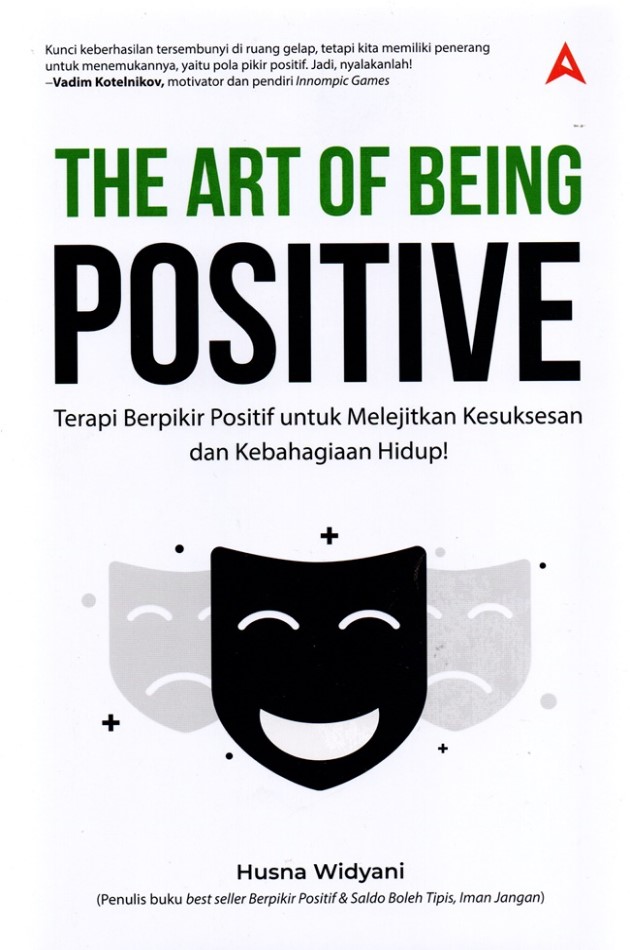 Kunci keberhasilan tersembunyi di ruang gelap, tetapi kita memiliki penerang
untuk menemukannya, yaitu pola pikir positif. Jadi, nyalakanlah!
–Vadim Kotelnikov, motivator dan pendiri Innompic Games
THE ART OF BEING
POSITIVE
Terapi Berpikir Positif untuk Melejitkan Kesuksesan
dan Kebahagiaan Hidup!
Husna Widyani
(Penulis buku best seller Berpikir Positif & Saldo Boleh Tipis, Iman Jangan)